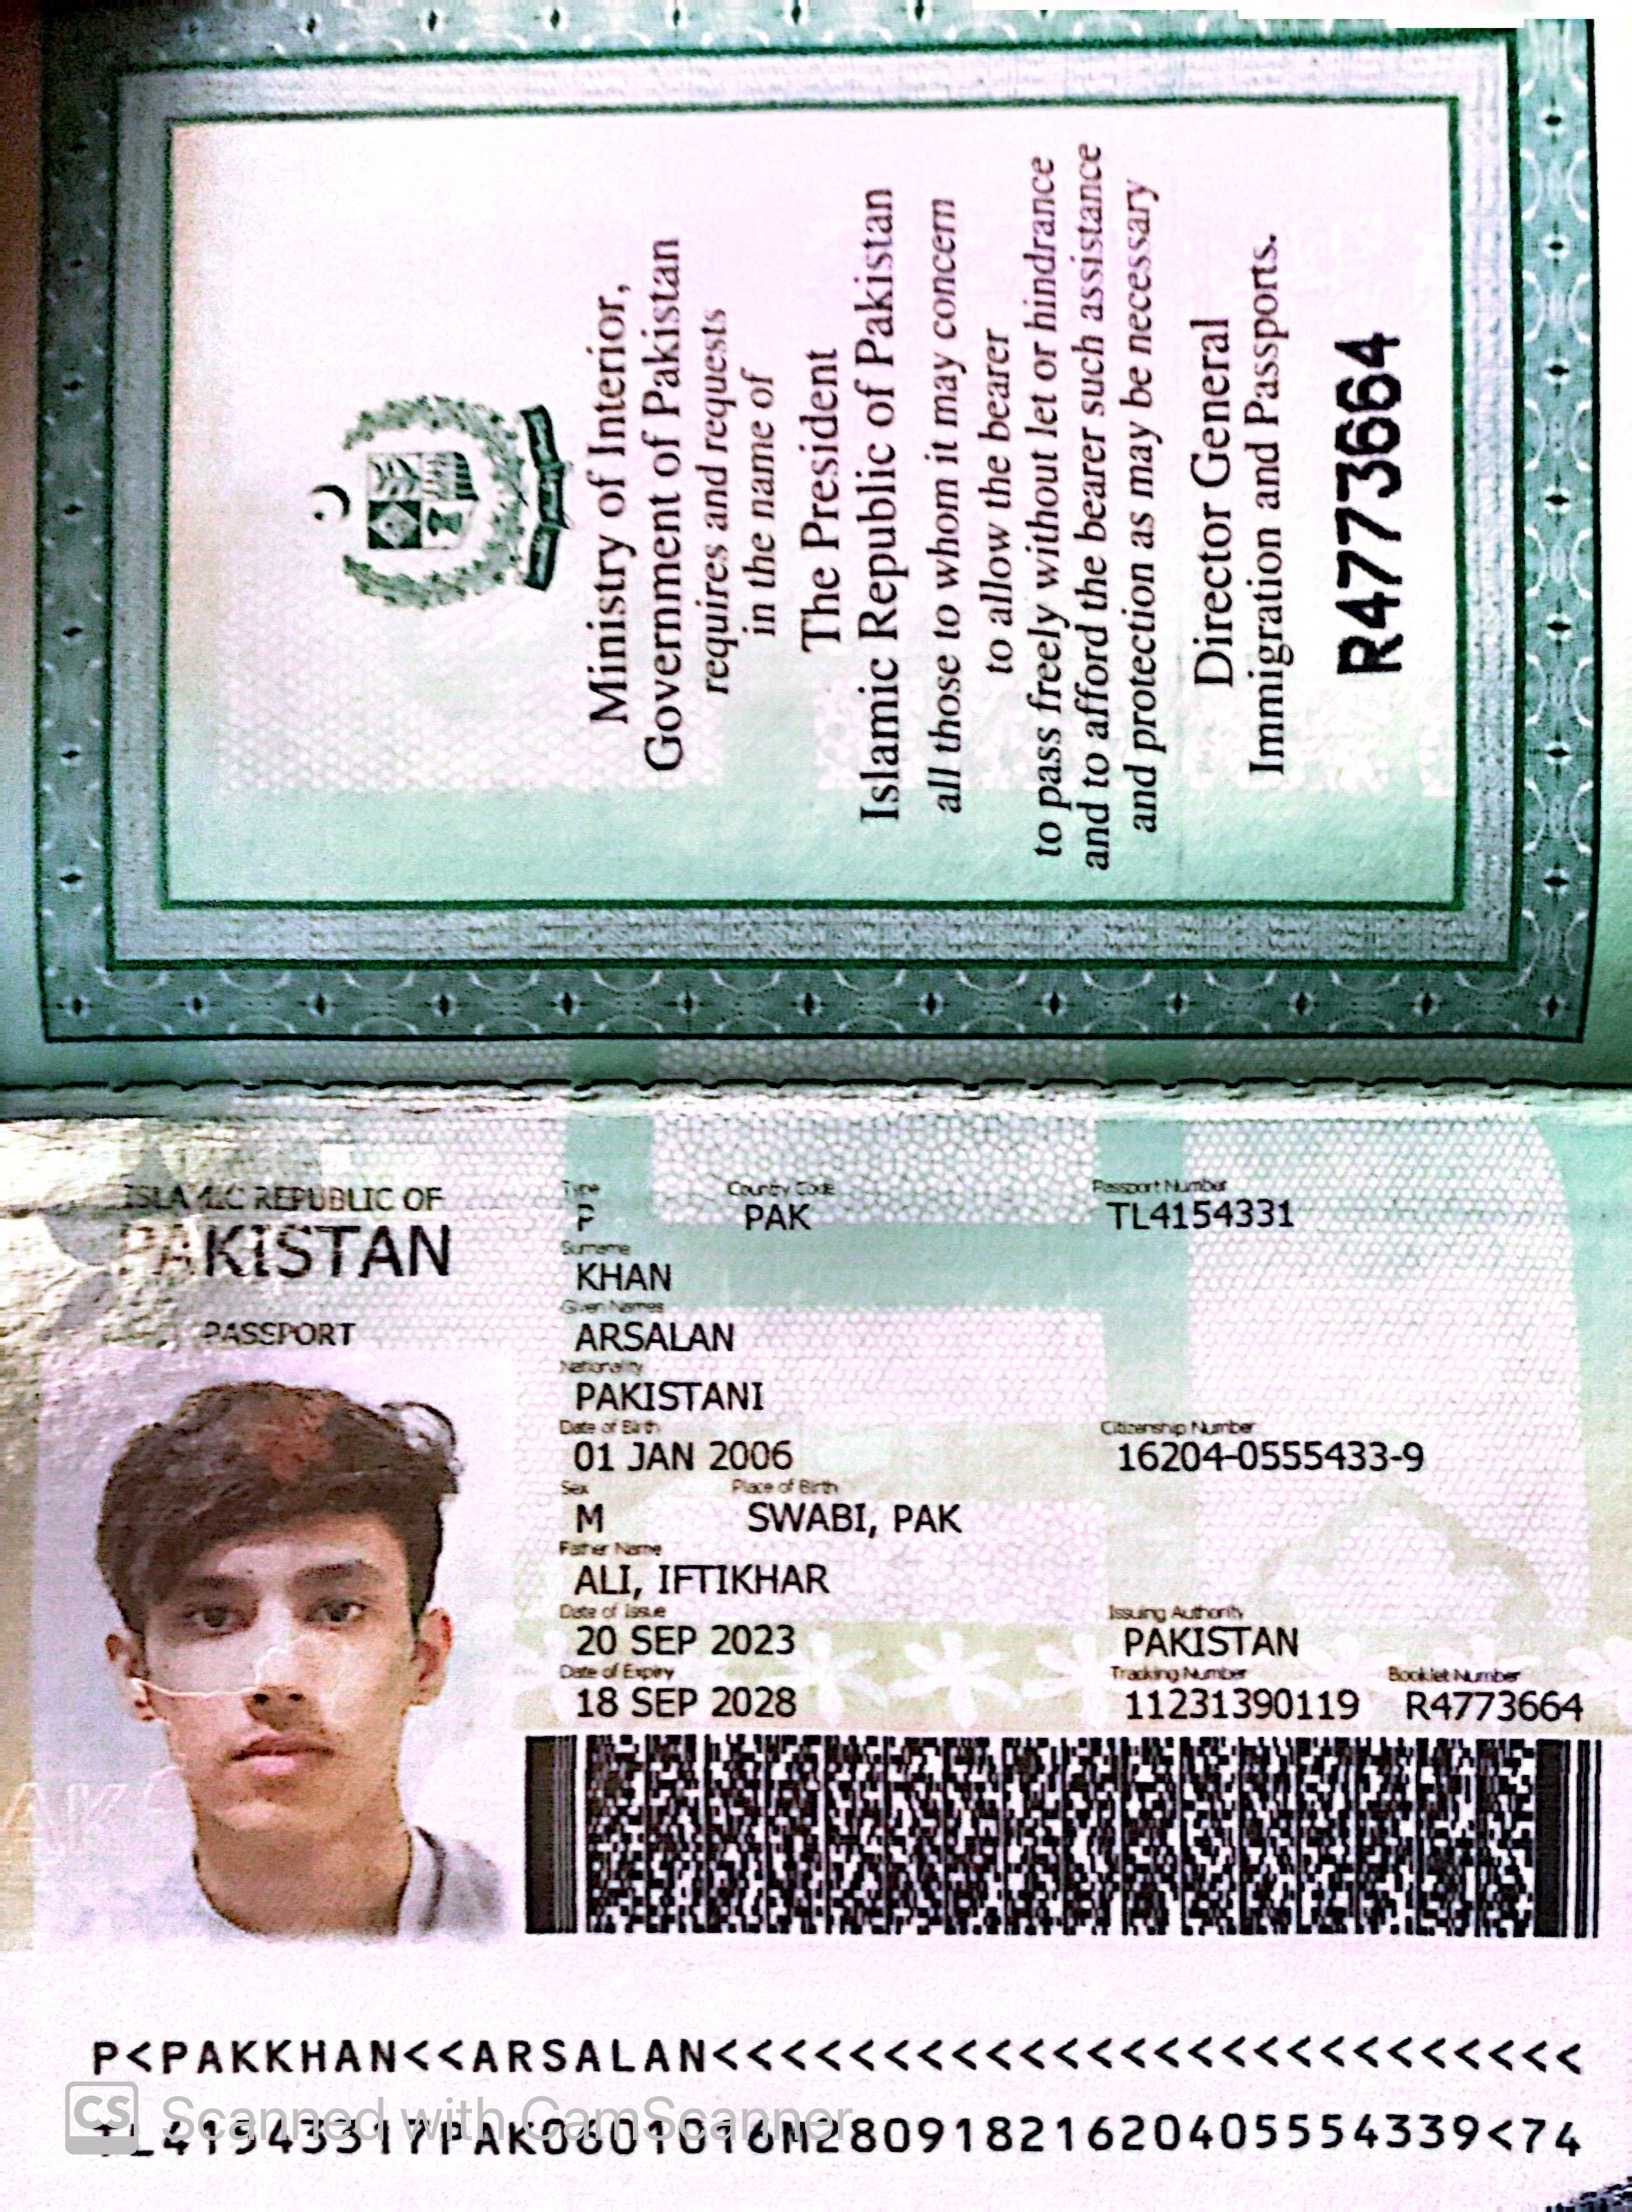 Ministry of Interior,
Government of Pakistan
requires and requests
in the name of
The President
Islamic Republic of Pakistan
all those to whom it may concern
to allow the bearer
to pass freely without let or hindrance
and to afford the bearer such assistance
and protection as may be necessary
Director General
Immigration and Passports.
R4773664
ISLAMIC REPUBLIC OF
PAKISTAN
PASSPORT
Type Country Code Passport Number
P PAK TL4154331
Surname
KHAN
Given Names
ARSALAN
Nationality
PAKISTANI
Date of Birth Citizenship Number
01 JAN 2006 16204-0555433-9
Sex Place of Birth
M SWABI, PAK
Father Name
ALI, IFTIKHAR
Date of Issue Issuing Authority
20 SEP 2023 PAKISTAN
Date of Expiry Tracking Number Booklet Number
18 SEP 2028 11231390119 R4773664
P<PAKKHAN<<ARSALAN<<<<<<<<<<<<<<<<<<<<<<<<<<
CS Scanned with CamScanner